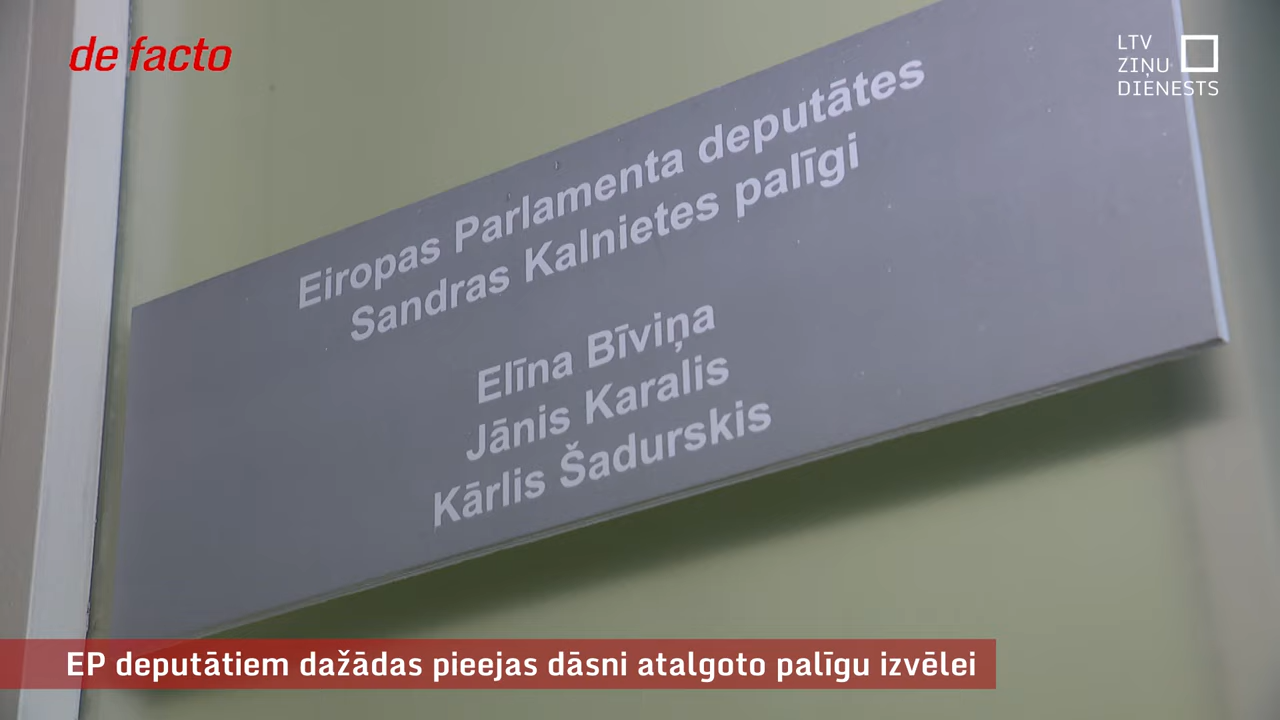 de facto
LTV
ZIŅU
DIENESTS
Eiropas Parlamenta deputātes
Sandras Kalnietes palīgi
Elīna Bīviņa
Jānis Karalis
Kārlis Šadurskis
EP deputātiem dažādas pieejas dāsni atalgoto palīgu izvēlei